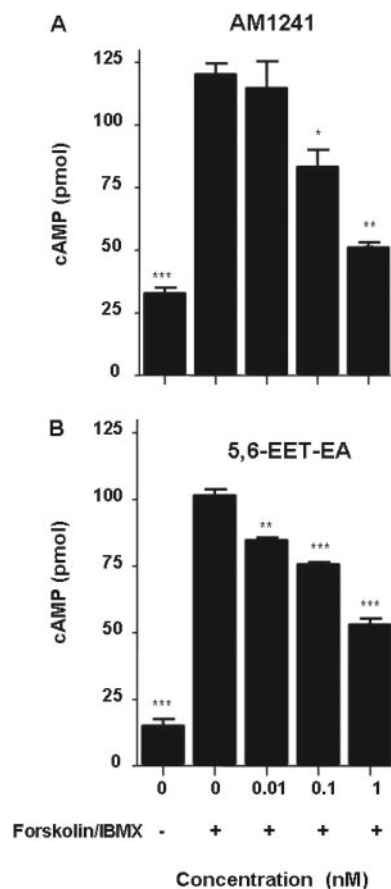 A AM1241
125
100
75
50
25
0
cAMP (pmol)
***
*
**
B
125
5,6-EET-EA
100
75
50
25
0
cAMP (pmol)
***
**
***
***
0 0 0.01 0.1 1
Forskolin/IBMX - + + + +
Concentration (nM)